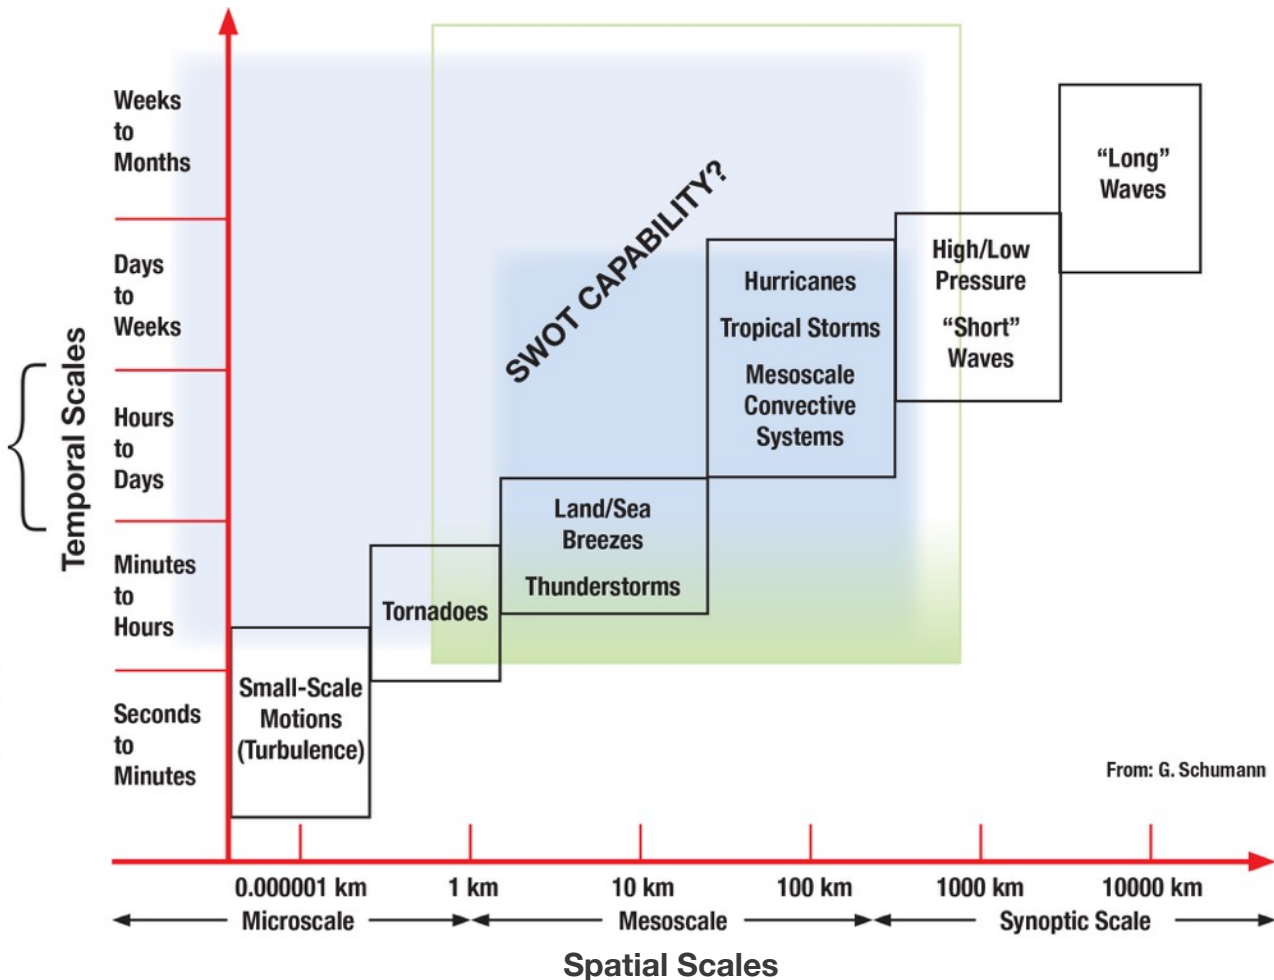 Weeks
to
Months
Days
to
Weeks
Hours
to
Days
Minutes
to
Hours
Seconds
to
Minutes
Temporal Scales
SWOT CAPABILITY?
“Long”
Waves
High/Low
Pressure
“Short”
Waves
Hurricanes
Tropical Storms
Mesoscale
Convective
Systems
Land/Sea
Breezes
Thunderstorms
Tornadoes
Small-Scale
Motions
(Turbulence)
From: G. Schumann
0.000001 km 1 km 10 km 100 km 1000 km 10000 km
Microscale Mesoscale Synoptic Scale
Spatial Scales